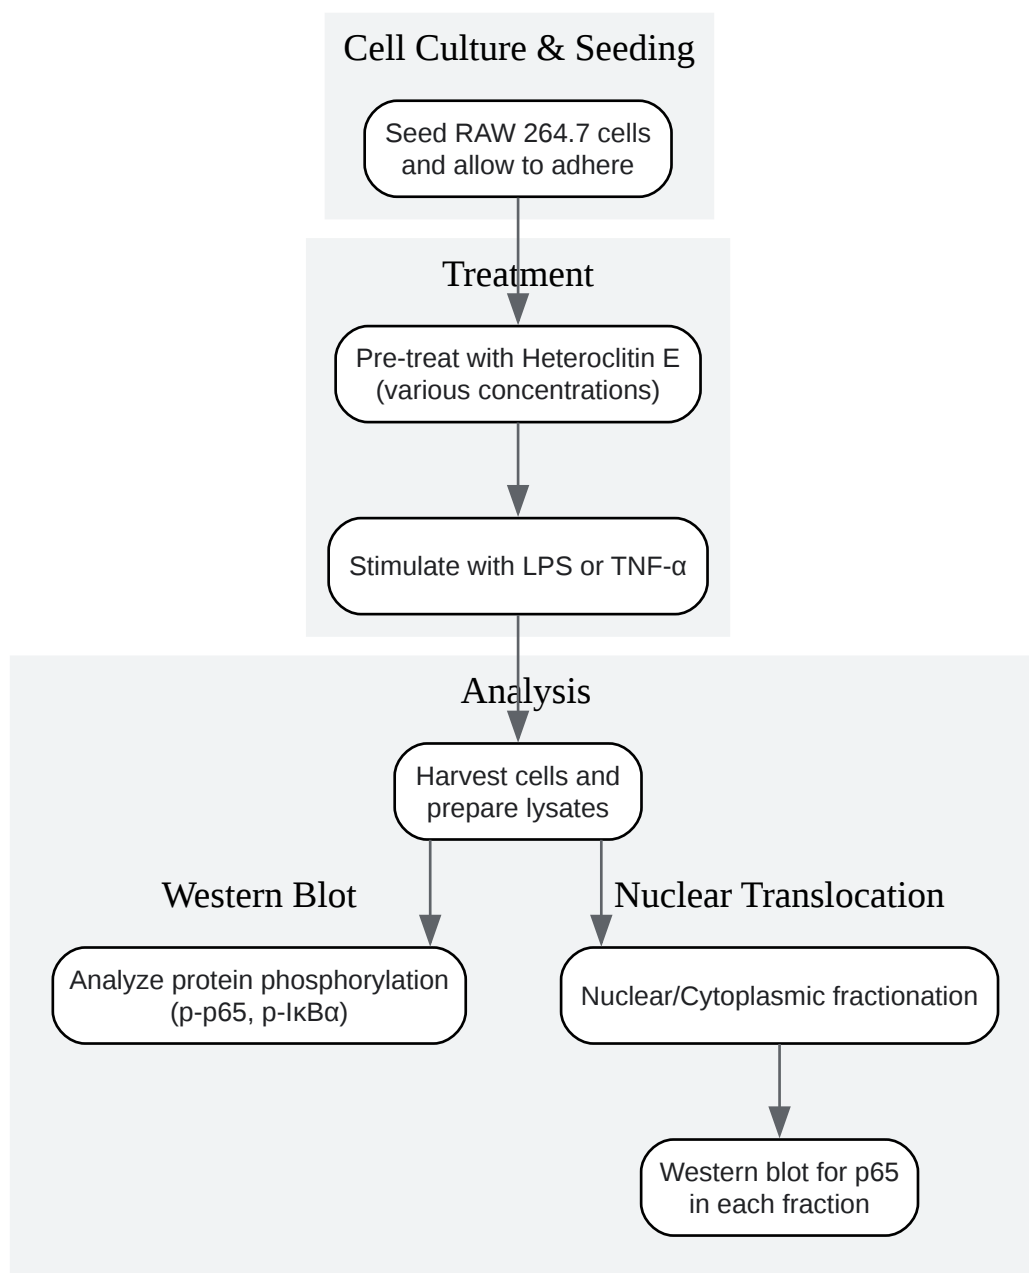 Cell Culture & Seeding
Seed RAW 264.7 cells
and allow to adhere
Treatment
Pre-treat with Heteroclitin E
(various concentrations)
Stimulate with LPS or TNF-α
Analysis
Harvest cells and
prepare lysates
Western Blot
Analyze protein phosphorylation
(p-p65, p-IκBα)
Nuclear Translocation
Nuclear/Cytoplasmic fractionation
Western blot for p65
in each fraction